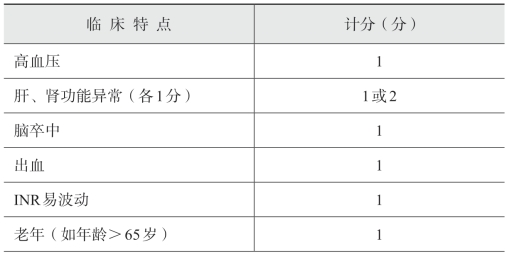 临床特点 计分（分）
高血压 1
肝、肾功能异常（各1分） 1或2
脑卒中 1
出血 1
INR易波动 1
老年（如年龄＞65岁） 1